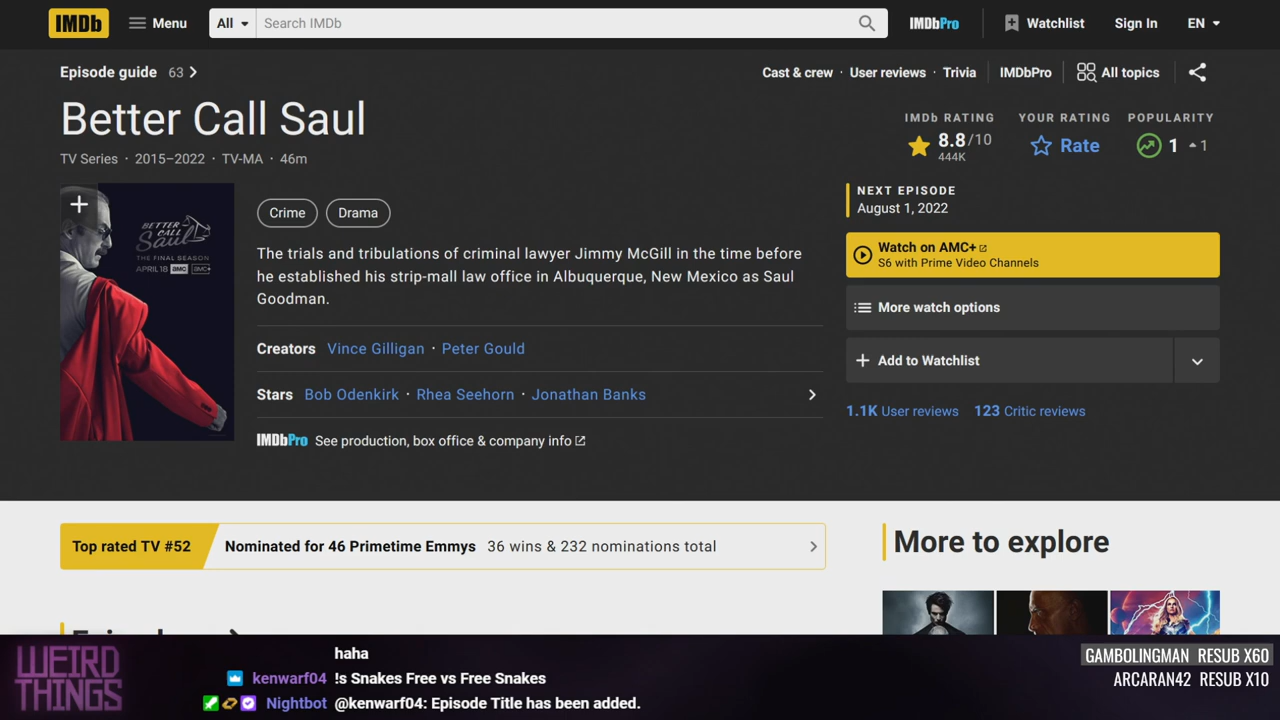 IMDb Menu All Search IMDb IMDbPro Watchlist Sign In EN
Episode guide 63 Cast & crew · User reviews · Trivia IMDbPro All topics
Better Call Saul
TV Series · 2015–2022 · TV-MA · 46m
IMDb RATING YOUR RATING POPULARITY
8.8/10 Rate 1 1
444K
BETTER
CALL
Saul
THE FINAL SEASON
APRIL 18 amc amc+
Crime Drama
The trials and tribulations of criminal lawyer Jimmy McGill in the time before
he established his strip-mall law office in Albuquerque, New Mexico as Saul
Goodman.
Creators Vince Gilligan · Peter Gould
Stars Bob Odenkirk · Rhea Seehorn · Jonathan Banks
IMDbPro See production, box office & company info
NEXT EPISODE
August 1, 2022
Watch on AMC+
S6 with Prime Video Channels
More watch options
Add to Watchlist
1.1K User reviews 123 Critic reviews
Top rated TV #52 Nominated for 46 Primetime Emmys 36 wins & 232 nominations total
More to explore
WEIRD
THINGS
haha
kenwarf04 !s Snakes Free vs Free Snakes
Nightbot @kenwarf04: Episode Title has been added.
GAMBOLINGMAN RESUB X60
ARCARAN42 RESUB X10